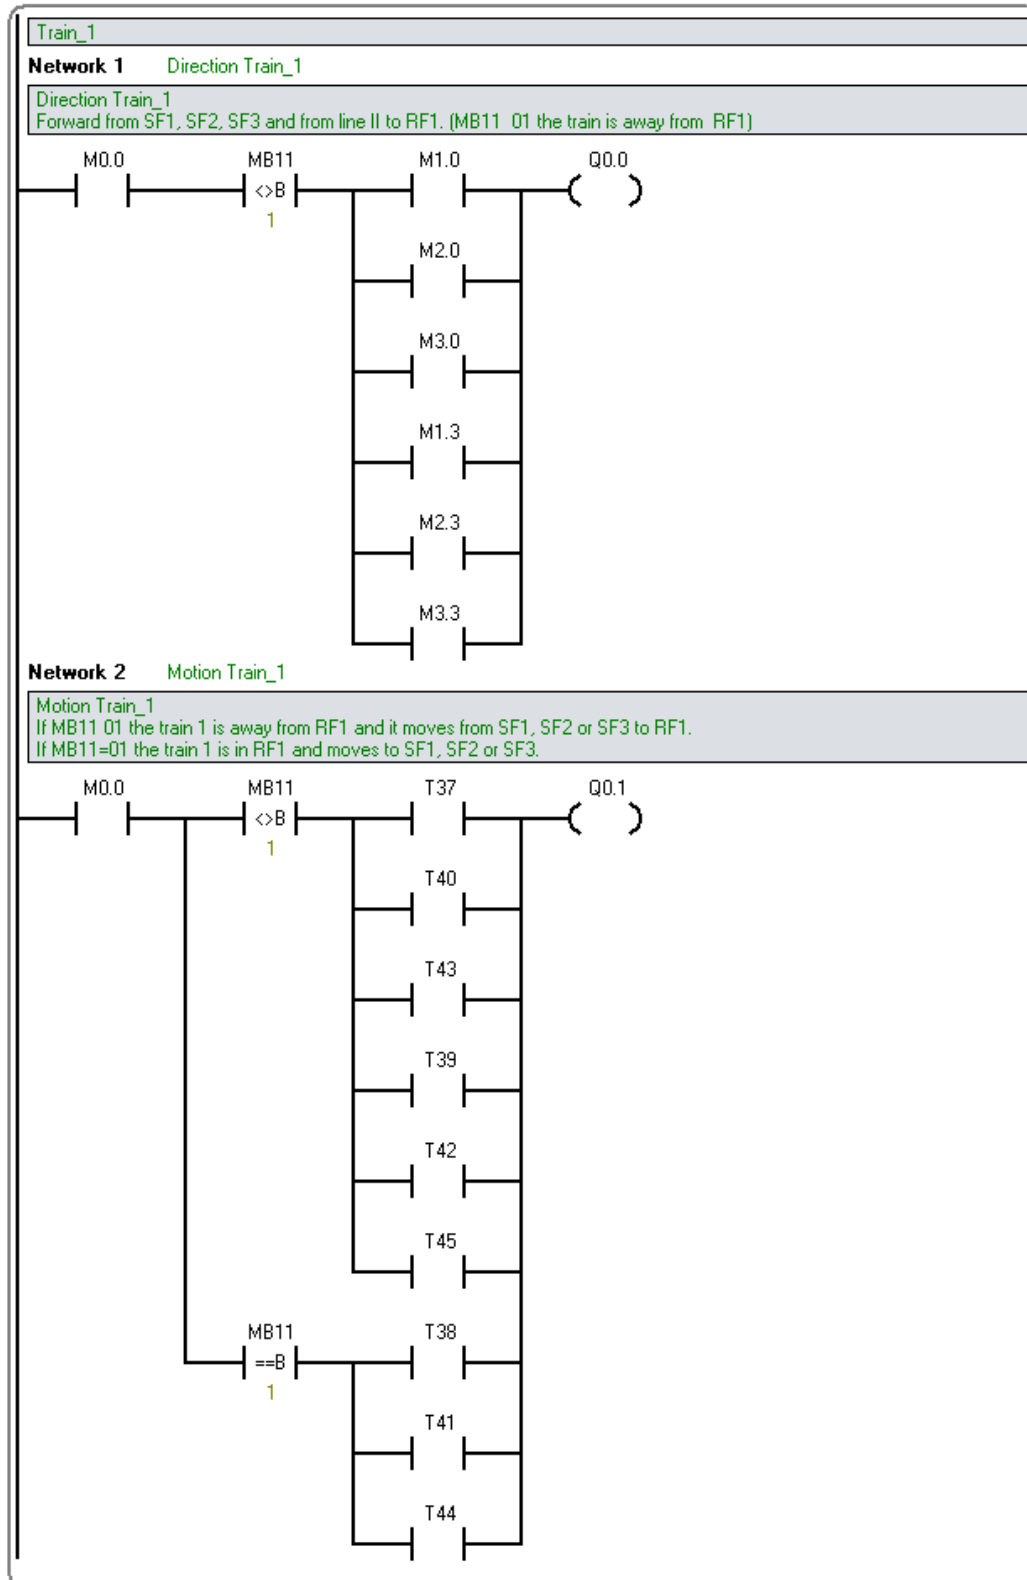 Train_1
Network 1 Direction Train_1
Direction Train_1
Forward from SF1, SF2, SF3 and from line II to RF1. (MB11 01 the train is away from RF1)
M0.0 MB11 M1.0 Q0.0
<>B
1
M2.0
M3.0
M1.3
M2.3
M3.3
Network 2 Motion Train_1
Motion Train_1
If MB11 01 the train 1 is away from RF1 and it moves from SF1, SF2 or SF3 to RF1.
If MB11=01 the train 1 is in RF1 and moves to SF1, SF2 or SF3.
M0.0 MB11 T37 Q0.1
<>B
1
T40
T43
T39
T42
T45
MB11 T38
==B
1
T41
T44